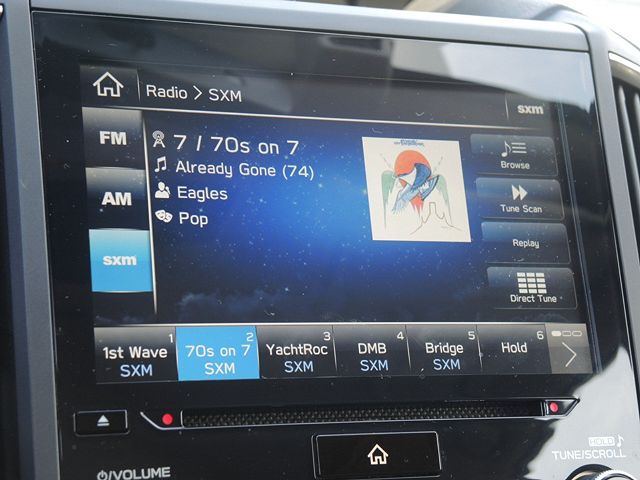 Radio > SXM
sxm
FM
AM
sxm
7 / 70s on 7
Already Gone (74)
Eagles
Pop
Browse
Tune Scan
Replay
Direct Tune
1
1st Wave
SXM
2
70s on 7
SXM
3
YachtRoc
SXM
4
DMB
SXM
5
Bridge
SXM
6
Hold
HOLD
TUNE/SCROLL
/VOLUME